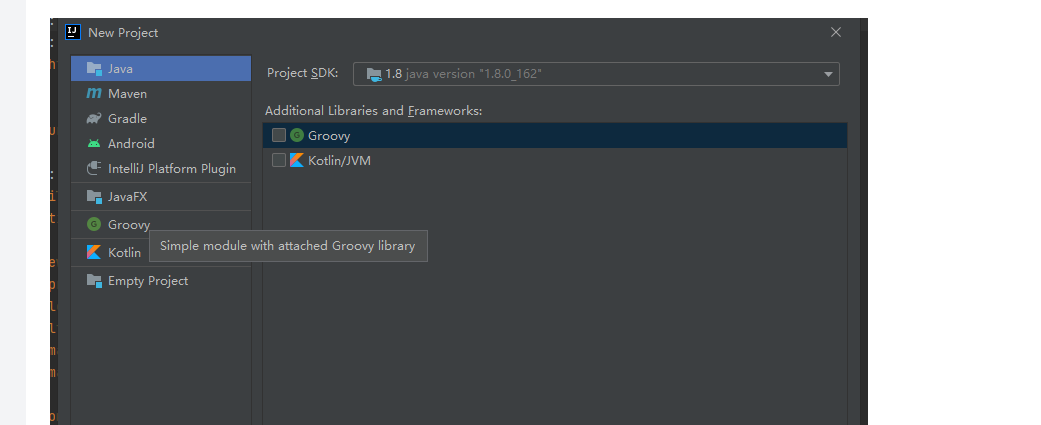 New Project
Java
Maven
Gradle
Android
IntelliJ Platform Plugin
JavaFX
Groovy
Kotlin
Empty Project
Project SDK:
1.8 java version "1.8.0_162"
Additional Libraries and Frameworks:
Groovy
Kotlin/JVM
Simple module with attached Groovy library